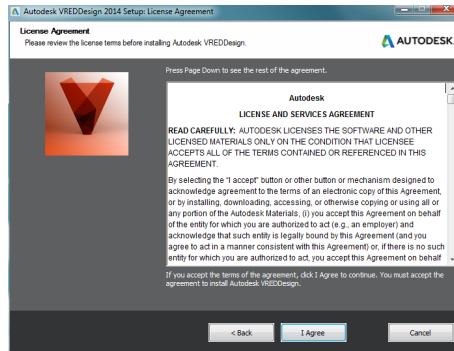 Autodesk VREDDesign 2014 Setup: License Agreement
License Agreement
Please review the license terms before installing Autodesk VREDDesign.
AUTODESK.
Press Page Down to see the rest of the agreement.
Autodesk
LICENSE AND SERVICES AGREEMENT
READ CAREFULLY: AUTODESK LICENSES THE SOFTWARE AND OTHER
LICENSED MATERIALS ONLY ON THE CONDITION THAT LICENSEE
ACCEPTS ALL OF THE TERMS CONTAINED OR REFERENCED IN THIS
AGREEMENT.
By selecting the "I accept" button or other button or mechanism designed to
acknowledge agreement to the terms of an electronic copy of this Agreement,
or by installing, downloading, accessing, or otherwise copying or using all or
any portion of the Autodesk Materials, (i) you accept this Agreement on behalf
of the entity for which you are authorized to act (e.g., an employer) and
acknowledge that such entity is legally bound by this Agreement (and you
agree to act in a manner consistent with this Agreement) or, if there is no such
entity for which you are authorized to act, you accept this Agreement on behalf
If you accept the terms of the agreement, click I Agree to continue. You must accept the
agreement to install Autodesk VREDDesign.
< Back
I Agree
Cancel